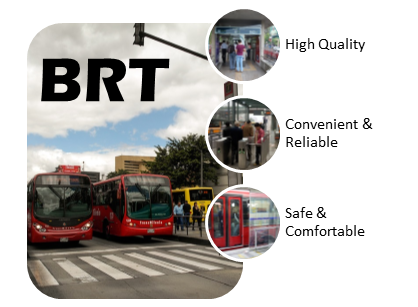 BRT
High Quality
Convenient &
Reliable
Safe &
Comfortable